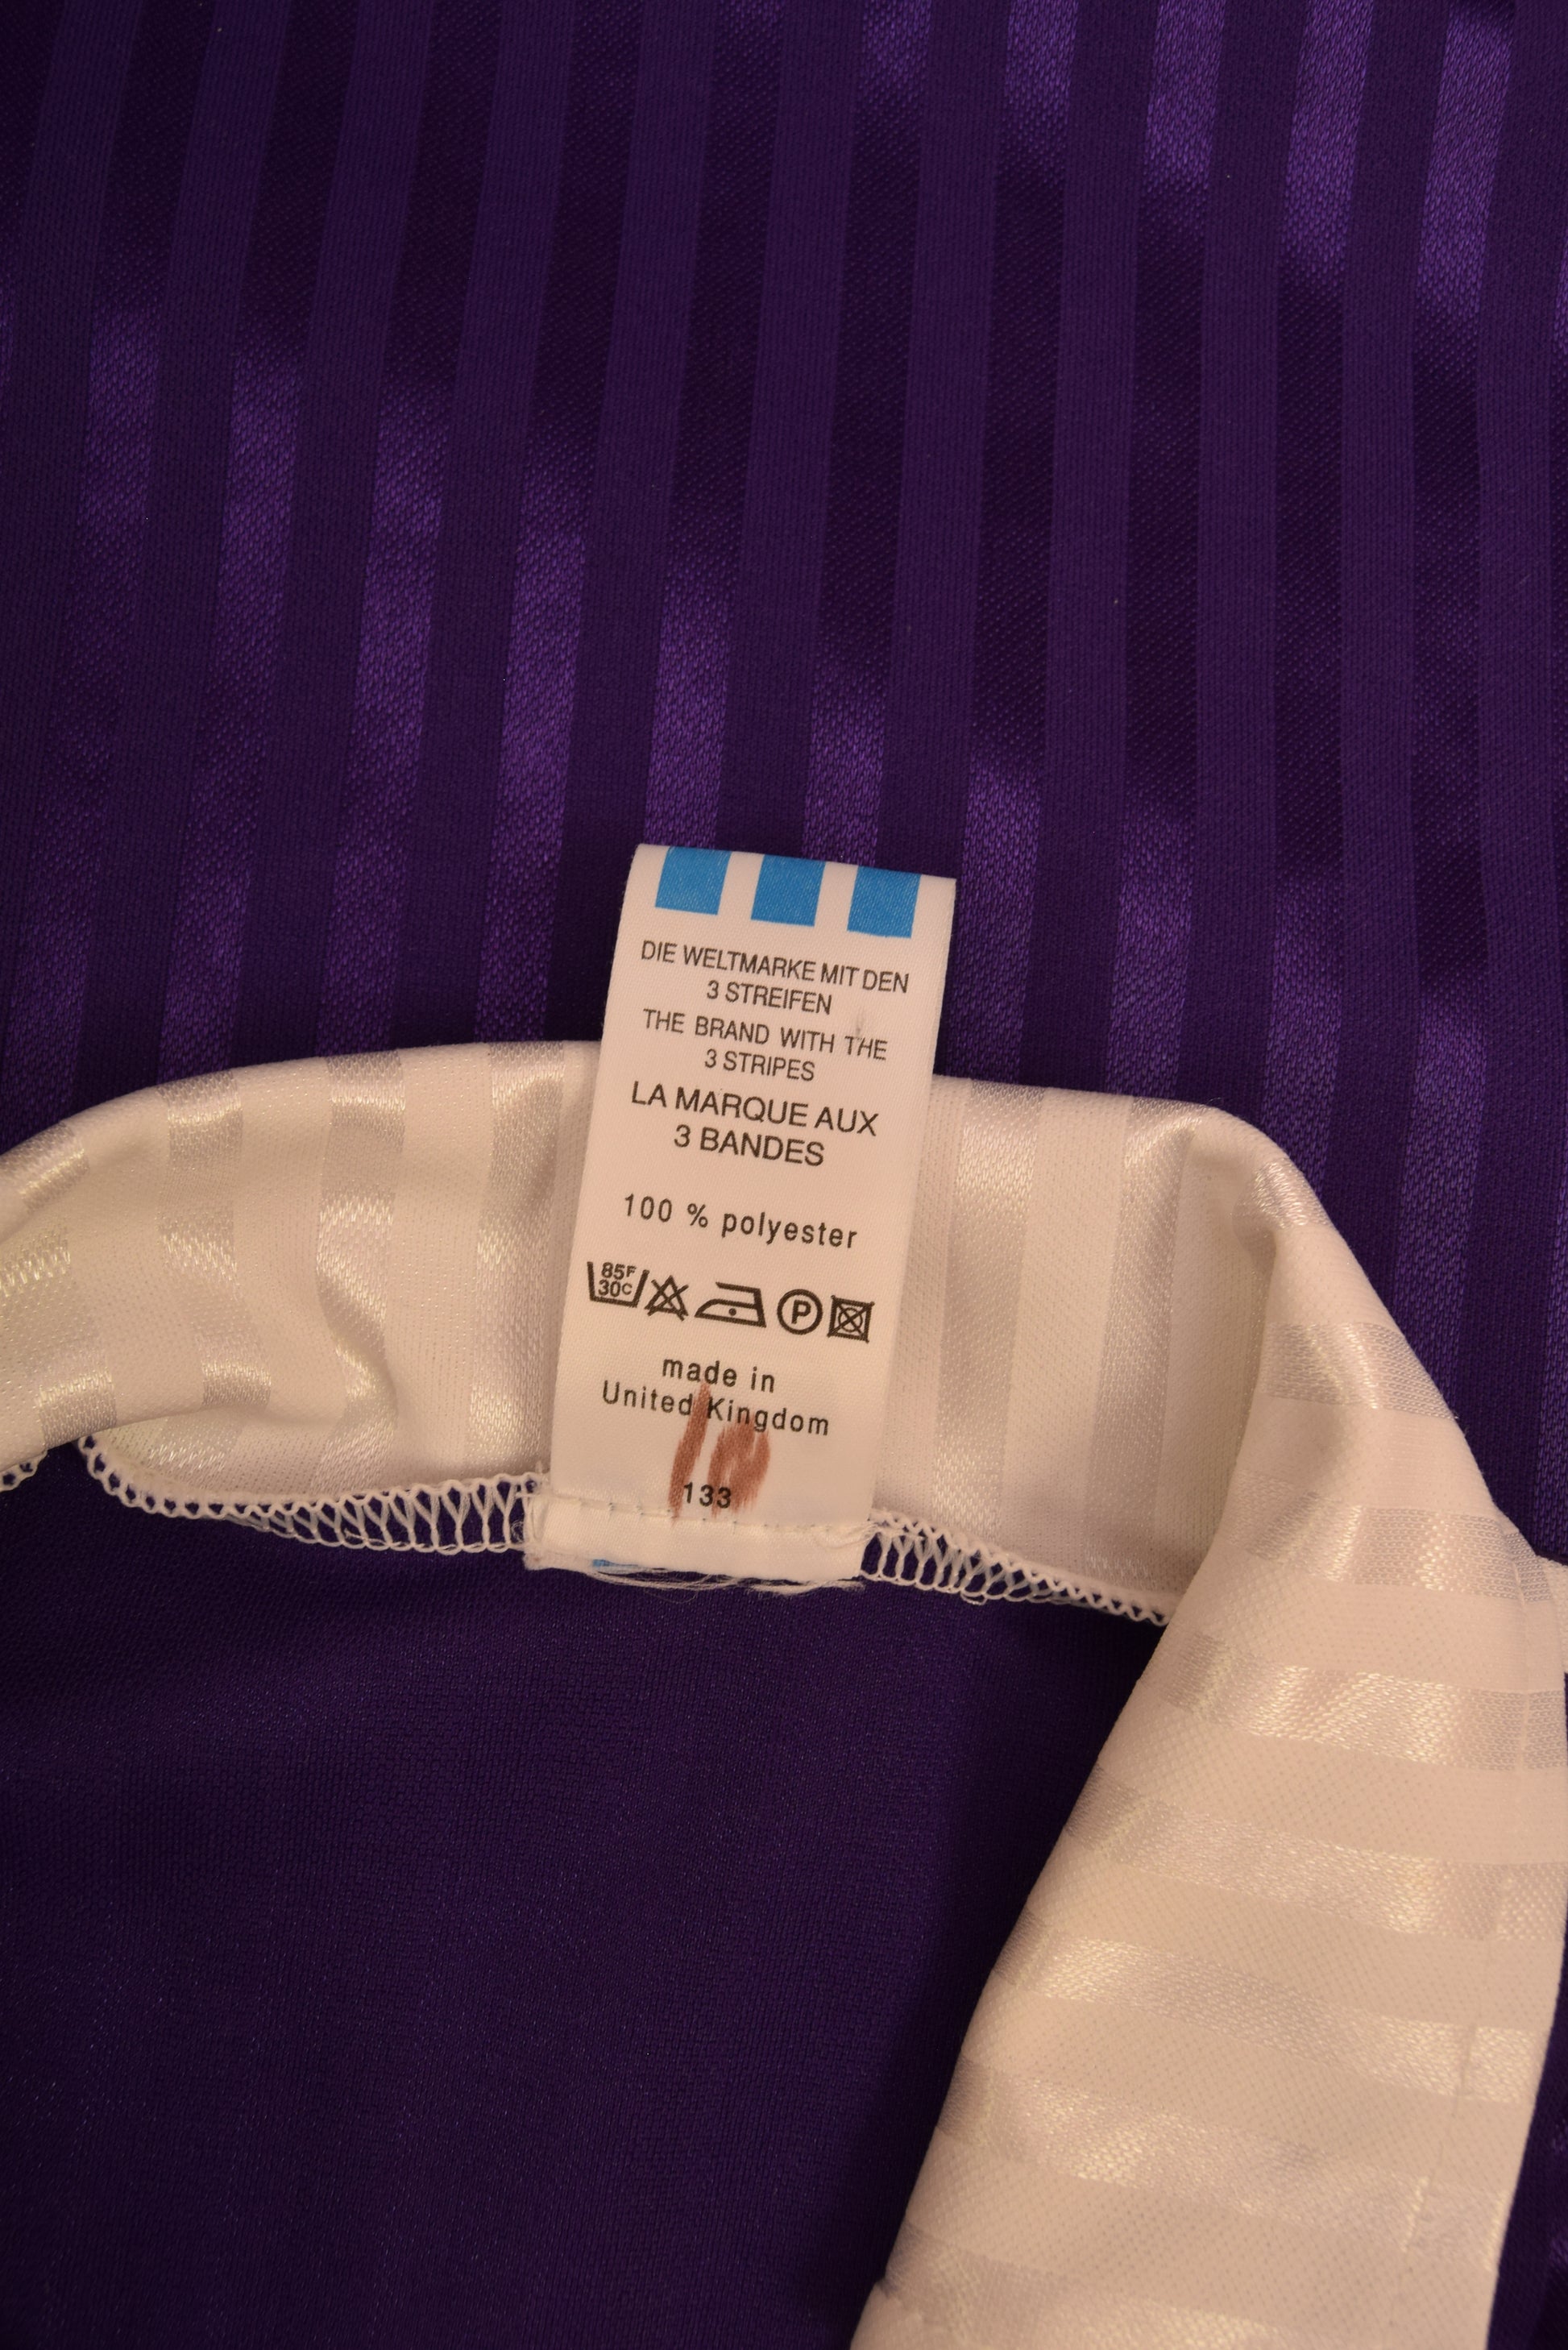 DIE WELTMARKE MIT DEN
3 STREIFEN
THE BRAND WITH THE
3 STRIPES
LA MARQUE AUX
3 BANDES
100 % polyester
85F
30C
P
made in
United Kingdom
133